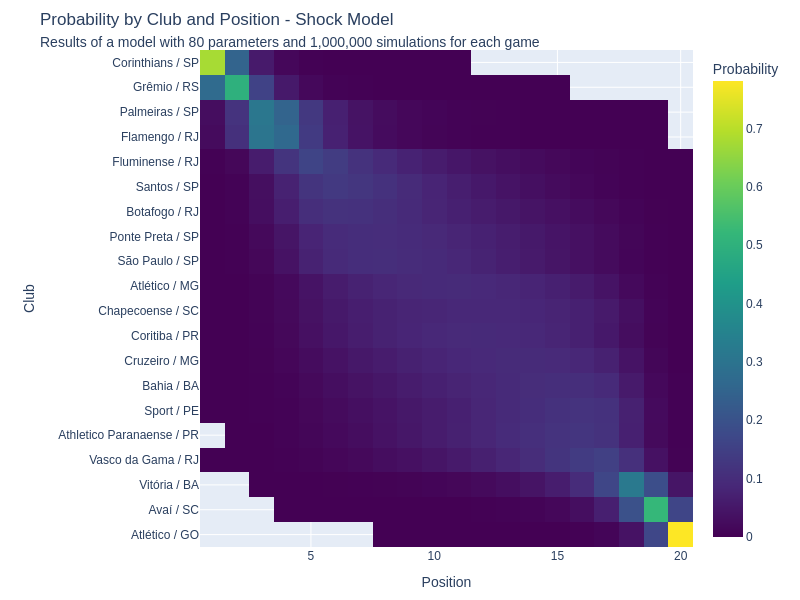 Probability by Club and Position - Shock Model
Results of a model with 80 parameters and 1,000,000 simulations for each game
Probability
Corinthians / SP
Grêmio / RS
Palmeiras / SP
Flamengo / RJ
Fluminense / RJ
Santos / SP
Botafogo / RJ
Ponte Preta / SP
São Paulo / SP
Atlético / MG
Chapecoense / SC
Coritiba / PR
Cruzeiro / MG
Bahia / BA
Sport / PE
Athletico Paranaense / PR
Vasco da Gama / RJ
Vitória / BA
Avaí / SC
Atlético / GO
Club
0.7
0.6
0.5
0.4
0.3
0.2
0.1
0
5
10
15
20
Position